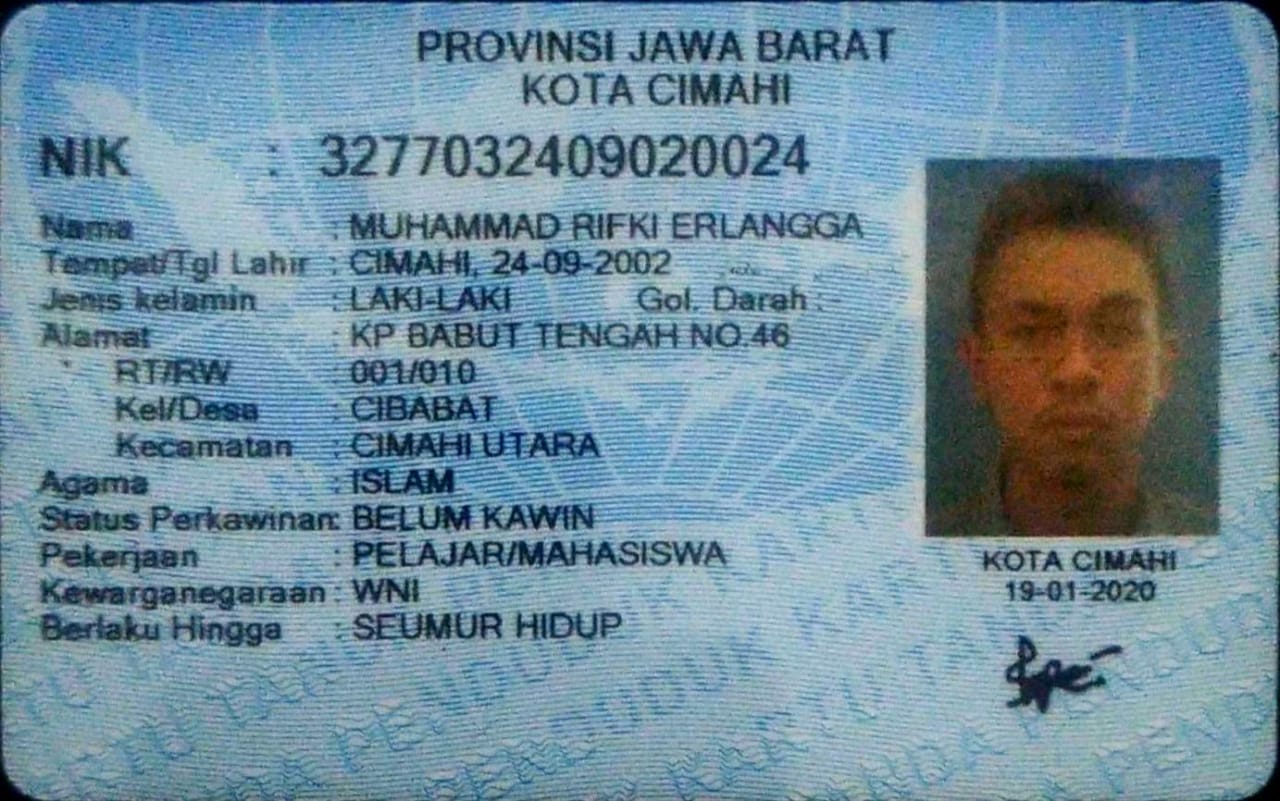 PROVINSI JAWA BARAT
KOTA CIMAHI
NIK : 3277032409020024
Nama : MUHAMMAD RIFKI ERLANGGA
Tempat/Tgl Lahir : CIMAHI, 24-09-2002
Jenis kelamin : LAKI-LAKI Gol. Darah : -
Alamat : KP BABUT TENGAH NO.46
RT/RW : 001/010
Kel/Desa : CIBABAT
Kecamatan : CIMAHI UTARA
Agama : ISLAM
Status Perkawinan: BELUM KAWIN
Pekerjaan : PELAJAR/MAHASISWA
Kewarganegaraan : WNI
Berlaku Hingga : SEUMUR HIDUP
KOTA CIMAHI
19-01-2020